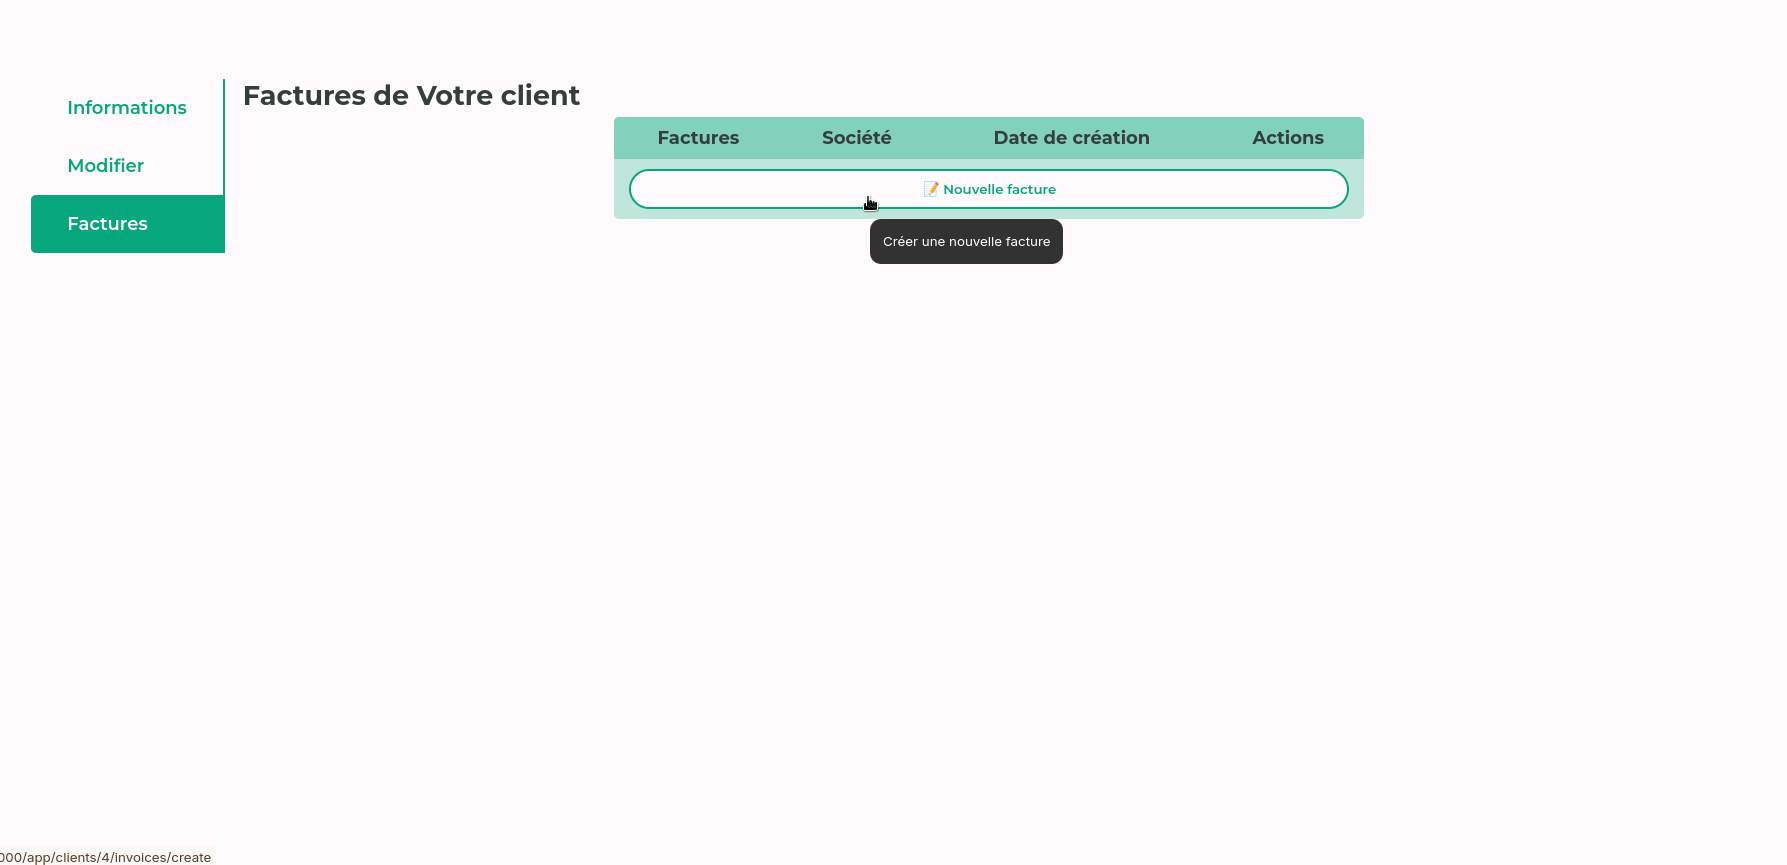 Informations
Modifier
Factures
Factures de Votre client
Factures Société Date de création Actions
📝 Nouvelle facture
Créer une nouvelle facture
000/app/clients/4/invoices/create